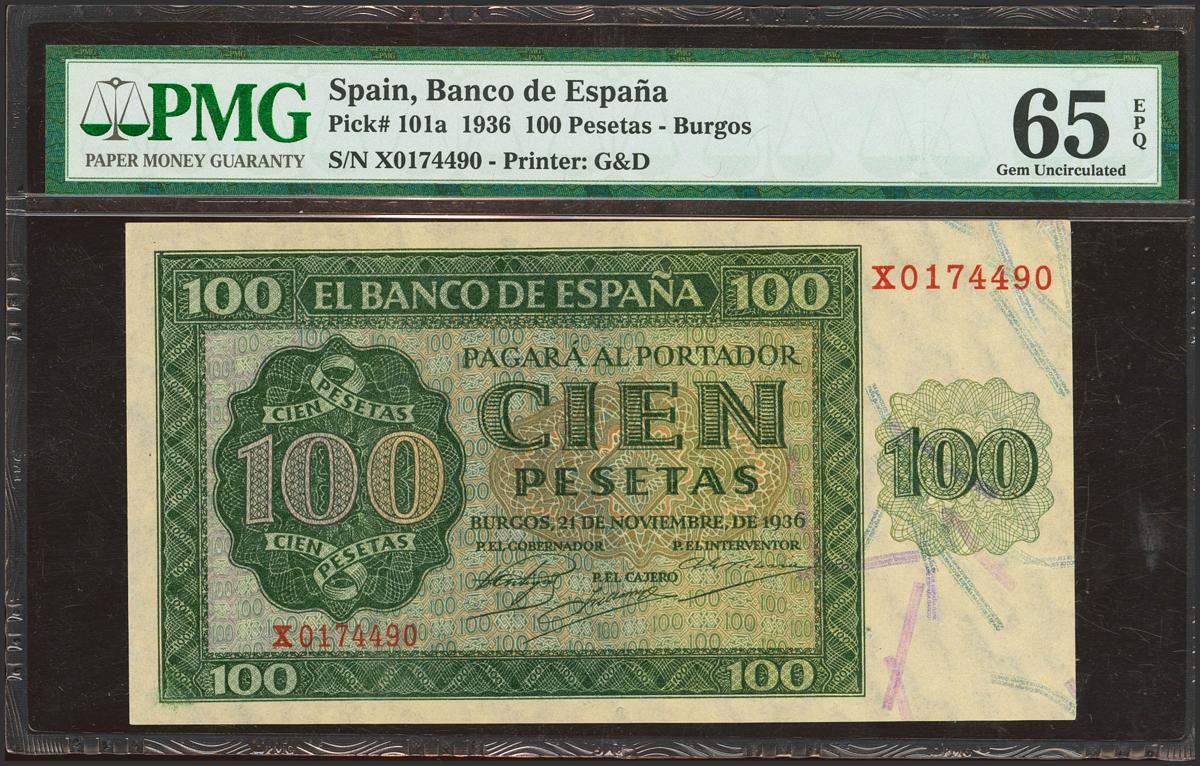 PMG
PAPER MONEY GUARANTY
Spain, Banco de España
Pick# 101a 1936 100 Pesetas - Burgos
S/N X0174490 - Printer: G&D
65
EPQ
Gem Uncirculated
100 EL BANCO DE ESPAÑA 100
X0174490
PAGARÁ AL PORTADOR
CIEN PESETAS
CIEN
100
100
PESETAS
BURGOS, 21 DE NOVIEMBRE, DE 1936
CIEN PESETAS
P. EL GOBERNADOR P. EL INTERVENTOR
P. EL CAJERO
X0174490
100 100
PMG